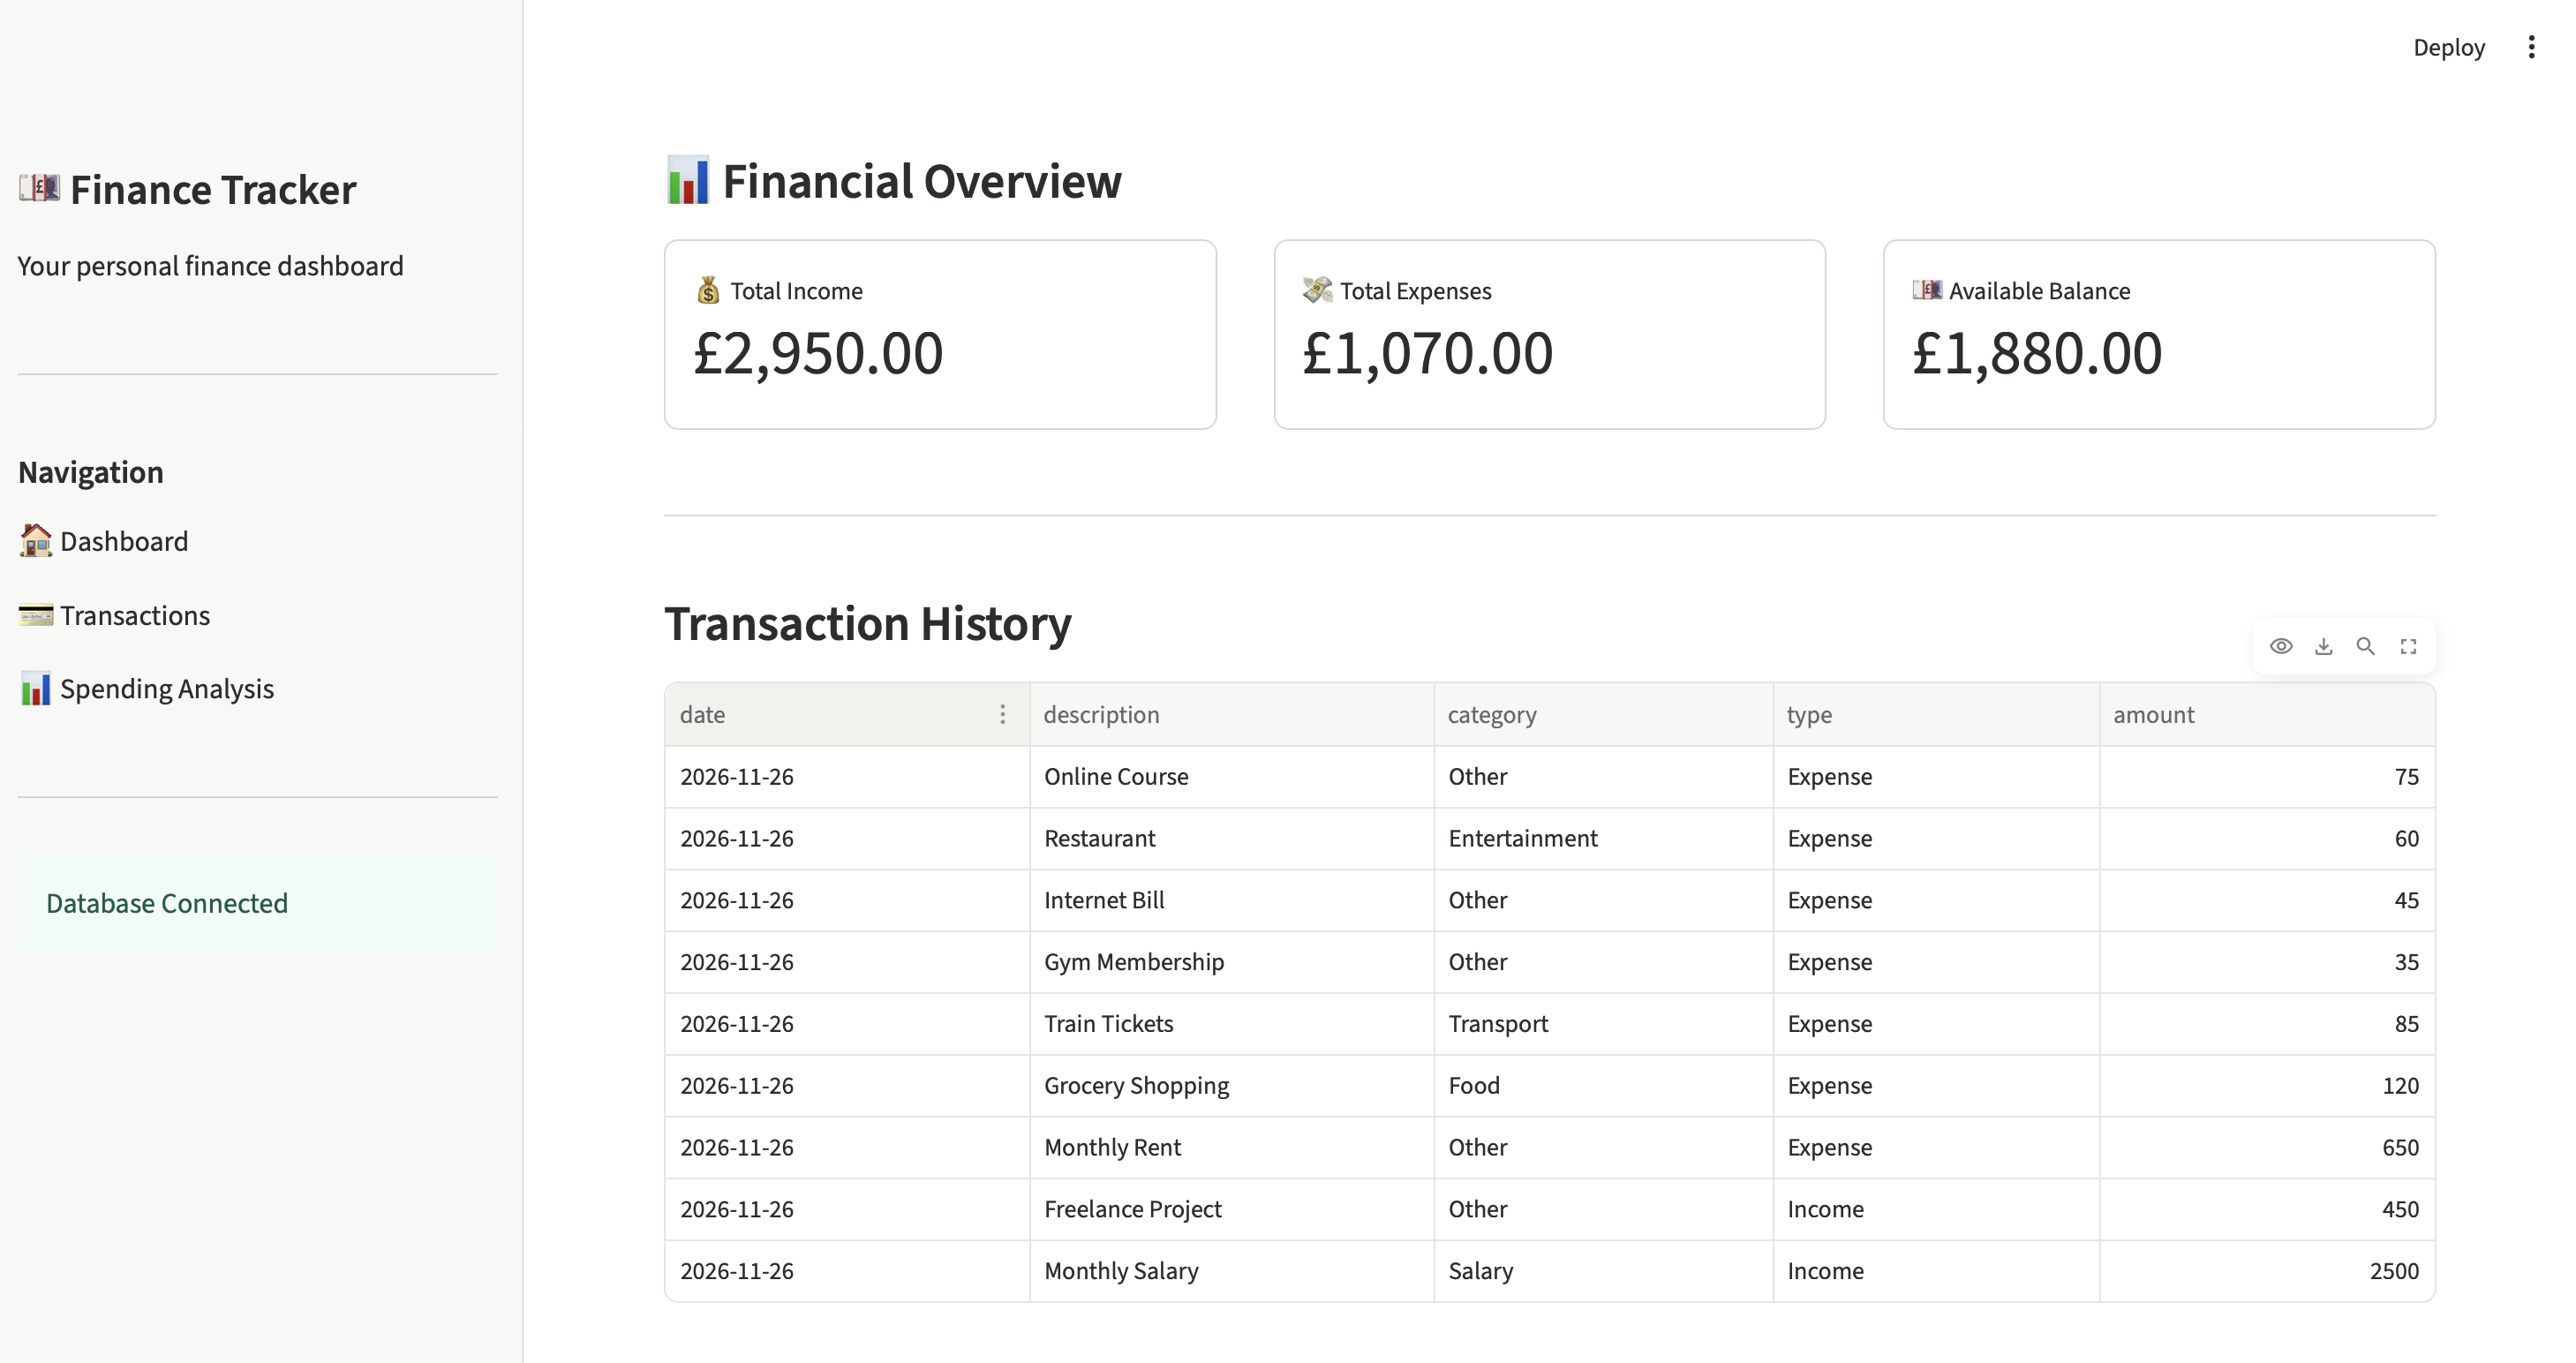 Deploy
Finance Tracker
Your personal finance dashboard
Navigation
Dashboard
Transactions
Spending Analysis
Database Connected
Financial Overview
Total Income
£2,950.00
Total Expenses
£1,070.00
Available Balance
£1,880.00
Transaction History
date description category type amount
2026-11-26 Online Course Other Expense 75
2026-11-26 Restaurant Entertainment Expense 60
2026-11-26 Internet Bill Other Expense 45
2026-11-26 Gym Membership Other Expense 35
2026-11-26 Train Tickets Transport Expense 85
2026-11-26 Grocery Shopping Food Expense 120
2026-11-26 Monthly Rent Other Expense 650
2026-11-26 Freelance Project Other Income 450
2026-11-26 Monthly Salary Salary Income 2500